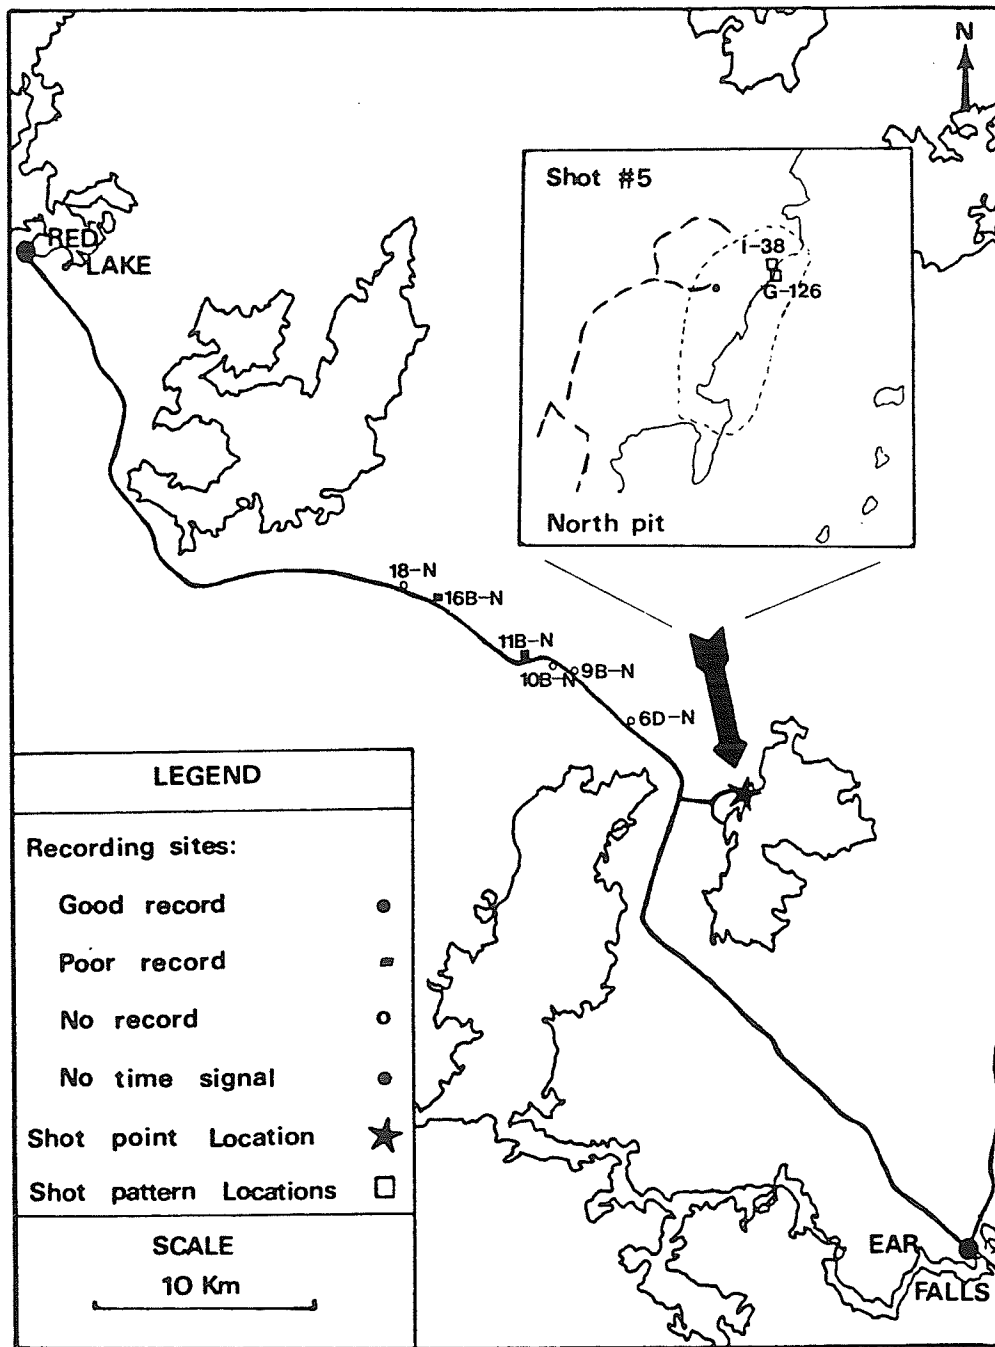 N
Shot #5
I-38
G-126
North pit
RED
LAKE
18-N
16B-N
11B-N
10B-N
9B-N
6D-N
LEGEND
Recording sites:
Good record
Poor record
No record
No time signal
Shot point Location
Shot pattern Locations
SCALE
10 Km
EAR
FALLS